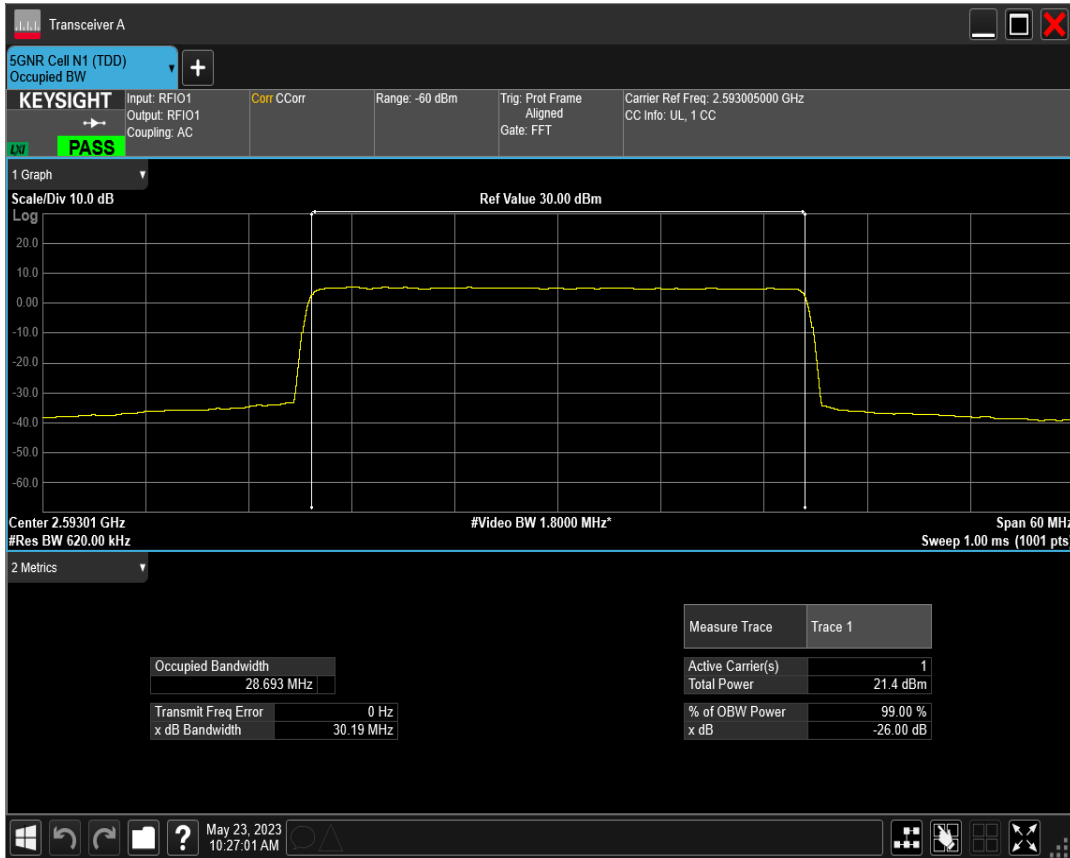 Transceiver A
5GNR Cell N1 (TDD)
Occupied BW
+
KEYSIGHT
LXI
PASS
Input: RFIO1
Output: RFIO1
Coupling: AC
Corr CCorr
Range: -60 dBm
Trig: Prot Frame
Aligned
Gate: FFT
Carrier Ref Freq: 2.593005000 GHz
CC Info: UL, 1 CC
1 Graph
Scale/Div 10.0 dB
Ref Value 30.00 dBm
Log
20.0
10.0
0.00
-10.0
-20.0
-30.0
-40.0
-50.0
-60.0
Center 2.59301 GHz
#Video BW 1.8000 MHz*
Span 60 MHz
#Res BW 620.00 kHz
Sweep 1.00 ms (1001 pts)
2 Metrics
Measure Trace Trace 1
Occupied Bandwidth
28.693 MHz
Active Carrier(s) 1
Total Power 21.4 dBm
Transmit Freq Error 0 Hz
x dB Bandwidth 30.19 MHz
% of OBW Power 99.00 %
x dB -26.00 dB
?
May 23, 2023
10:27:01 AM